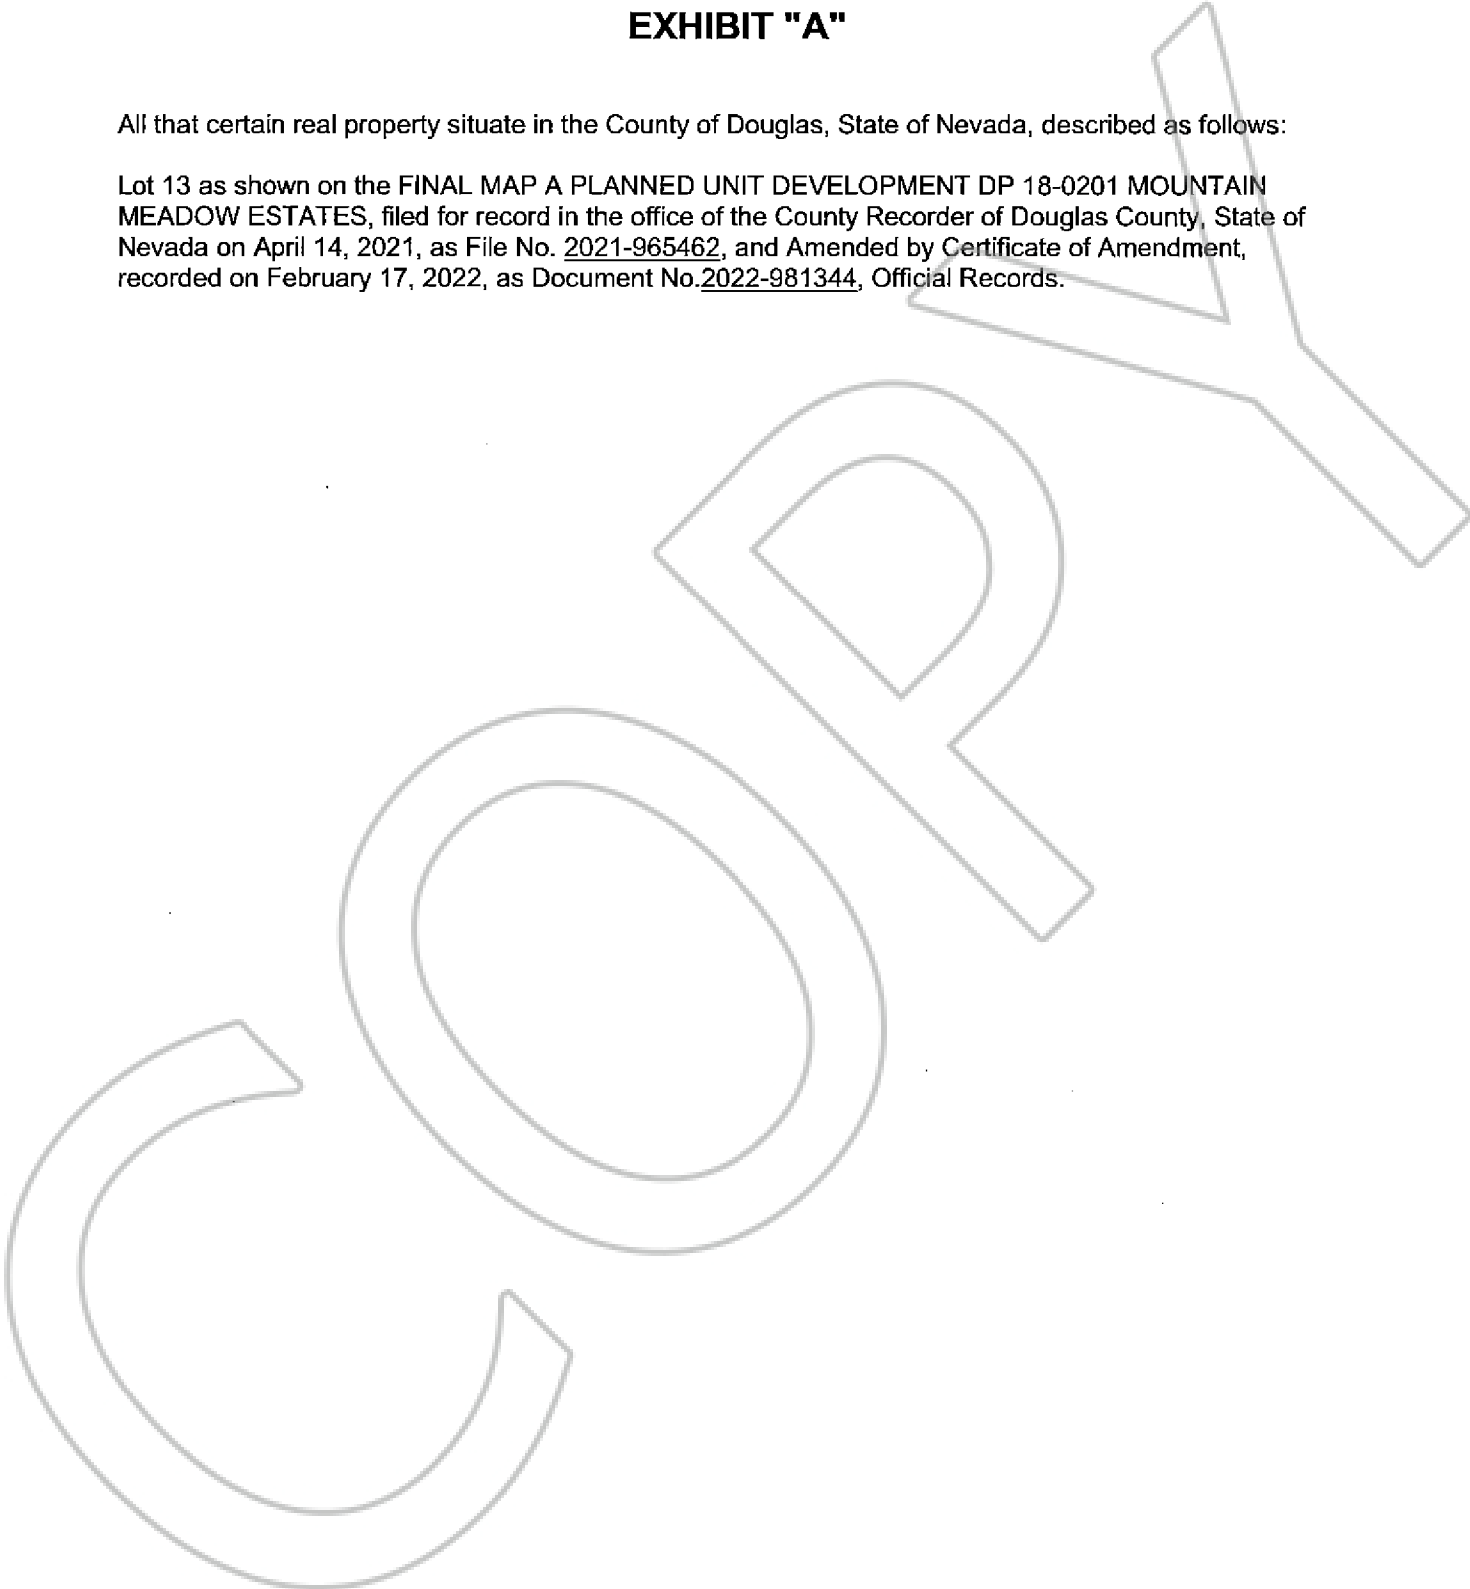 EXHIBIT "A"
All that certain real property situate in the County of Douglas, State of Nevada, described as follows:
Lot 13 as shown on the FINAL MAP A PLANNED UNIT DEVELOPMENT DP 18-0201 MOUNTAIN
MEADOW ESTATES, filed for record in the office of the County Recorder of Douglas County, State of
Nevada on April 14, 2021, as File No. 2021-965462, and Amended by Certificate of Amendment,
recorded on February 17, 2022, as Document No.2022-981344, Official Records.
COPY